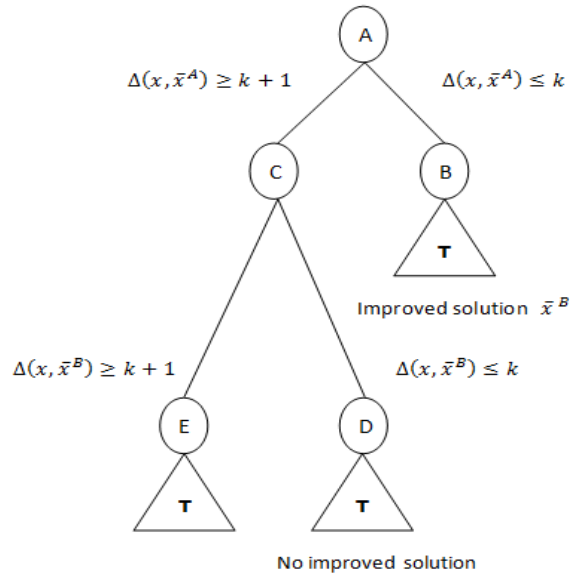 A
Δ(x, x̄ᴬ) ≥ k + 1
Δ(x, x̄ᴬ) ≤ k
C
B
T
Improved solution x̄ ᴮ
Δ(x, x̄ᴮ) ≥ k + 1
Δ(x, x̄ᴮ) ≤ k
E
D
T
T
No improved solution